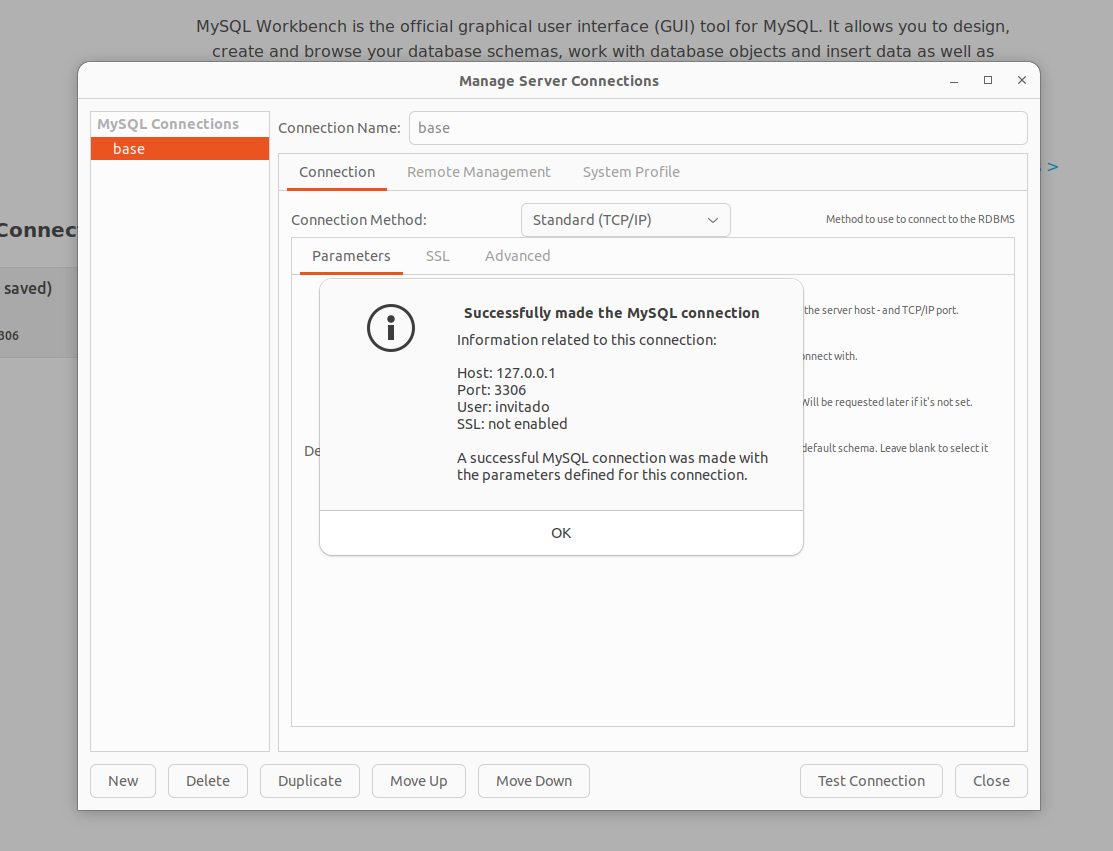 MySQL Workbench is the official graphical user interface (GUI) tool for MySQL. It allows you to design,
create and browse your database schemas, work with database objects and insert data as well as
Manage Server Connections
MySQL Connections
base
Connection Name: base
Connection Remote Management System Profile
>
Connec
Connection Method: Standard (TCP/IP) Method to use to connect to the RDBMS
Parameters SSL Advanced
saved)
306
the server host - and TCP/IP port.
onnect with.
Will be requested later if it's not set.
De
default schema. Leave blank to select it
Successfully made the MySQL connection
Information related to this connection:
Host: 127.0.0.1
Port: 3306
User: invitado
SSL: not enabled
A successful MySQL connection was made with
the parameters defined for this connection.
OK
New Delete Duplicate Move Up Move Down Test Connection Close